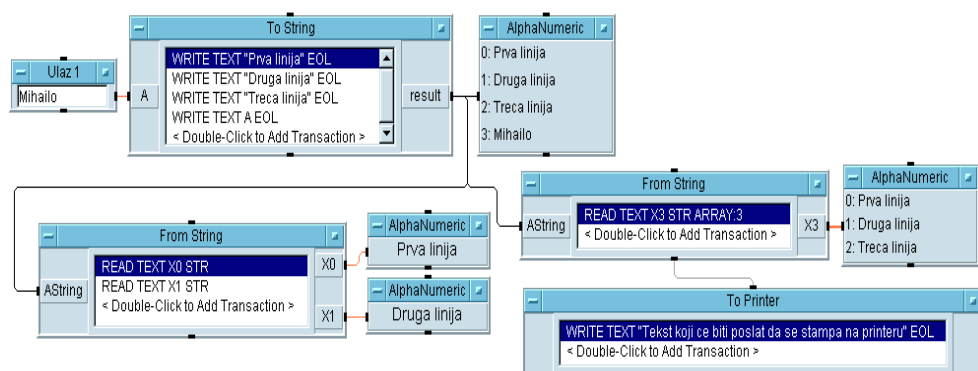 To String
AlphaNumeric
WRITE TEXT "Prva linija" EOL
0: Prva linija
Ulaz 1
WRITE TEXT "Druga linija" EOL
1: Druga linija
Mihailo
A
WRITE TEXT "Treca linija" EOL
result
2: Treca linija
WRITE TEXT A EOL
3: Mihailo
< Double-Click to Add Transaction >
From String
AlphaNumeric
READ TEXT X3 STR ARRAY:3
0: Prva linija
AString
X3
1: Druga linija
< Double-Click to Add Transaction >
2: Treca linija
From String
AlphaNumeric
READ TEXT X0 STR
X0
Prva linija
AString
READ TEXT X1 STR
< Double-Click to Add Transaction >
X1
AlphaNumeric
Druga linija
To Printer
WRITE TEXT "Tekst koji ce biti poslat da se stampa na printeru" EOL
< Double-Click to Add Transaction >